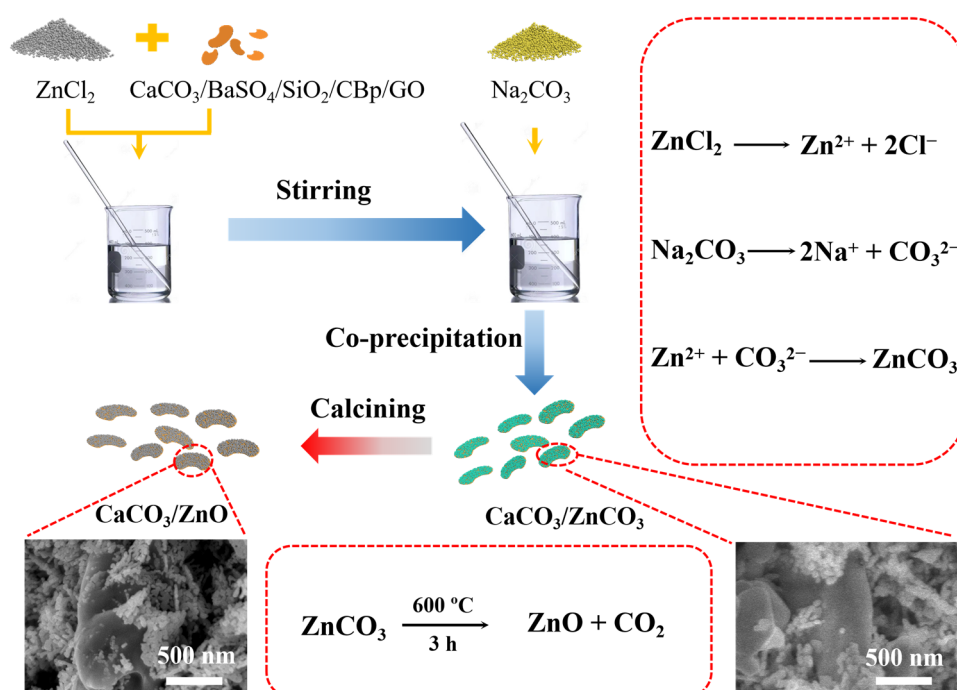 ZnCl₂
CaCO₃/BaSO₄/SiO₂/CBp/GO
Na₂CO₃
Stirring
Co-precipitation
Calcining
CaCO₃/ZnO
CaCO₃/ZnCO₃
ZnCl₂ ⟶ Zn²⁺ + 2Cl⁻
Na₂CO₃ ⟶ 2Na⁺ + CO₃²⁻
Zn²⁺ + CO₃²⁻ ⟶ ZnCO₃
500 nm
600 ºC
ZnCO₃ ⟶ ZnO + CO₂
3 h
500 nm